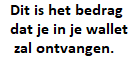 Dit is het bedrag
dat je in je wallet
zal ontvangen.